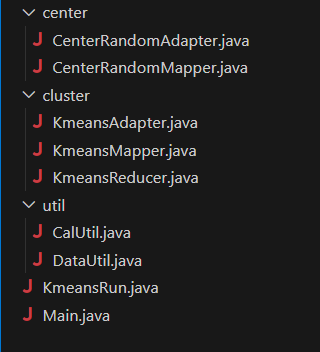 center
CenterRandomAdapter.java
CenterRandomMapper.java
cluster
KmeansAdapter.java
KmeansMapper.java
KmeansReducer.java
util
CalUtil.java
DataUtil.java
KmeansRun.java
Main.java